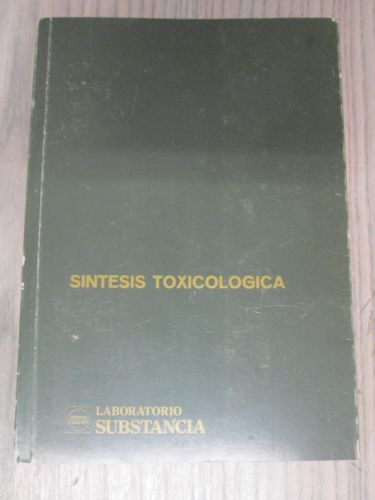 SINTESIS TOXICOLOGICA
LABORATORIO
SUBSTANCIA